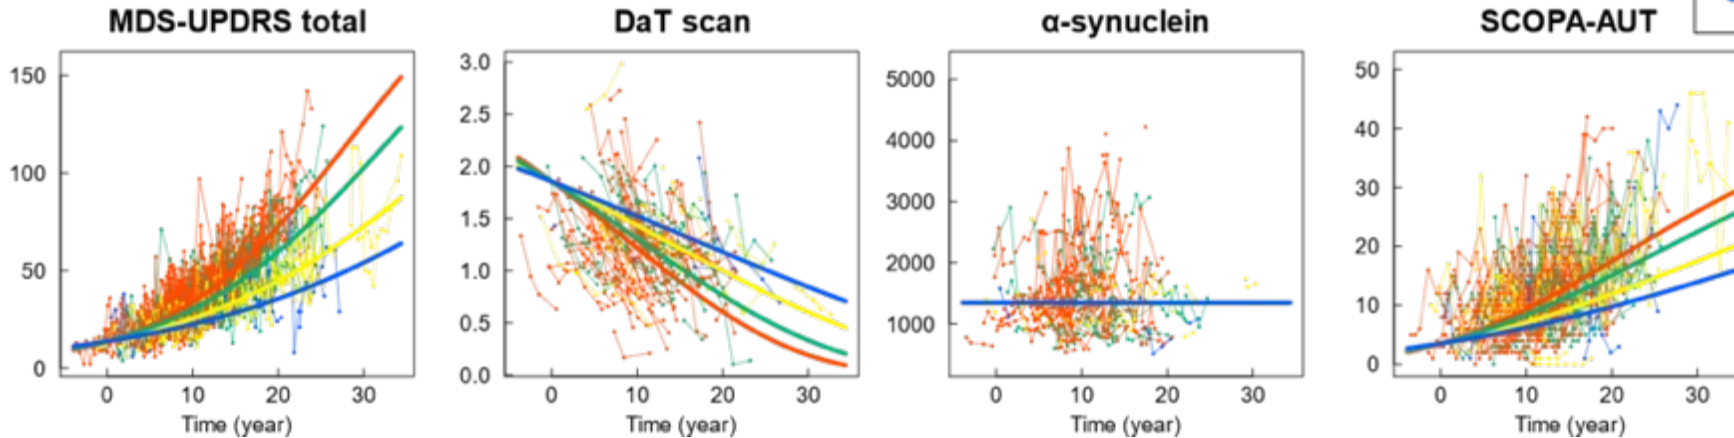 MDS-UPDRS total
150
100
50
0
0 10 20 30
Time (year)
DaT scan
3.0
2.5
2.0
1.5
1.0
0.5
0.0
0 10 20 30
Time (year)
α-synuclein
5000
4000
3000
2000
1000
0 10 20 30
Time (year)
SCOPA-AUT
50
40
30
20
10
0
0 10 20 30
Time (year)